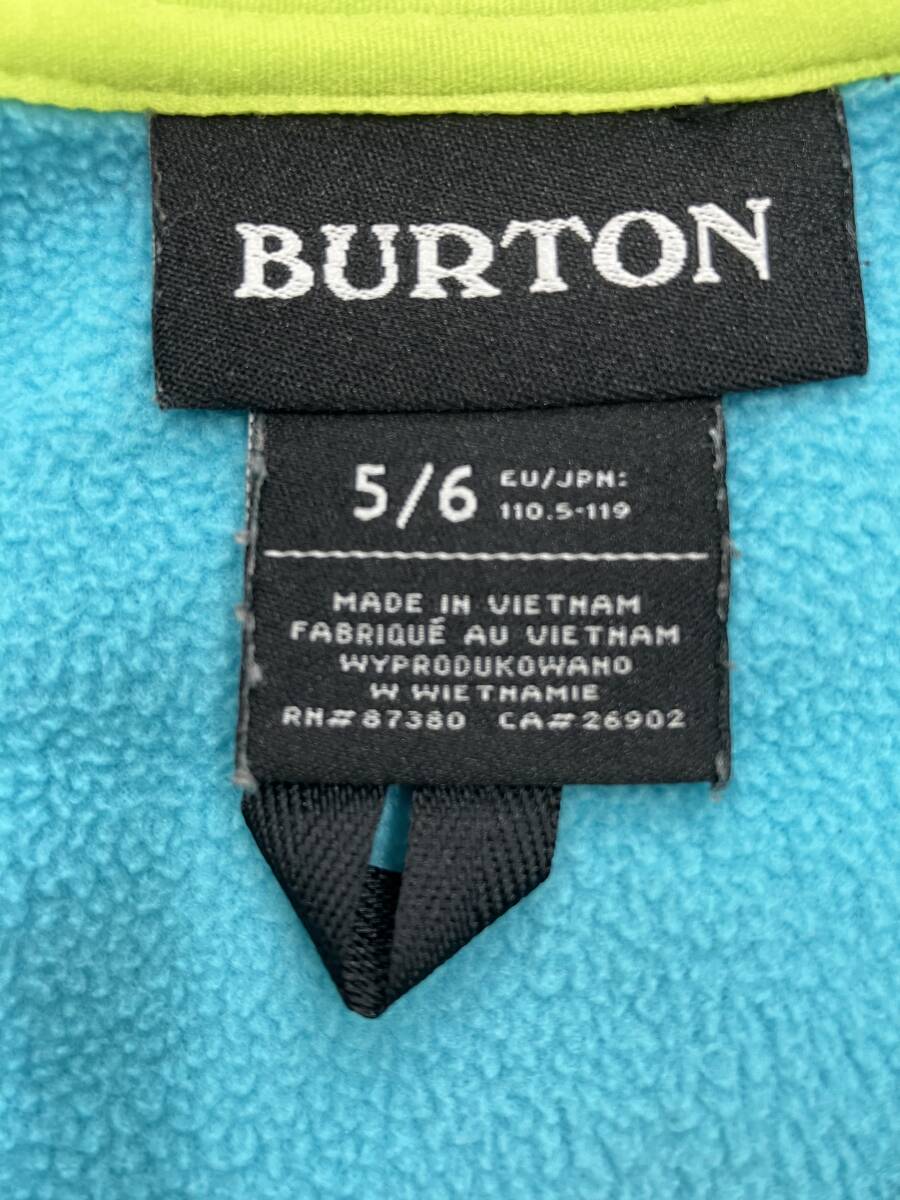 BURTON
5/6 EU/JPN:
110.5-119
MADE IN VIETNAM
FABRIQUÉ AU VIETNAM
WYPRODUKOWANO
W WIETNAMIE
RN#87380 CA#26902